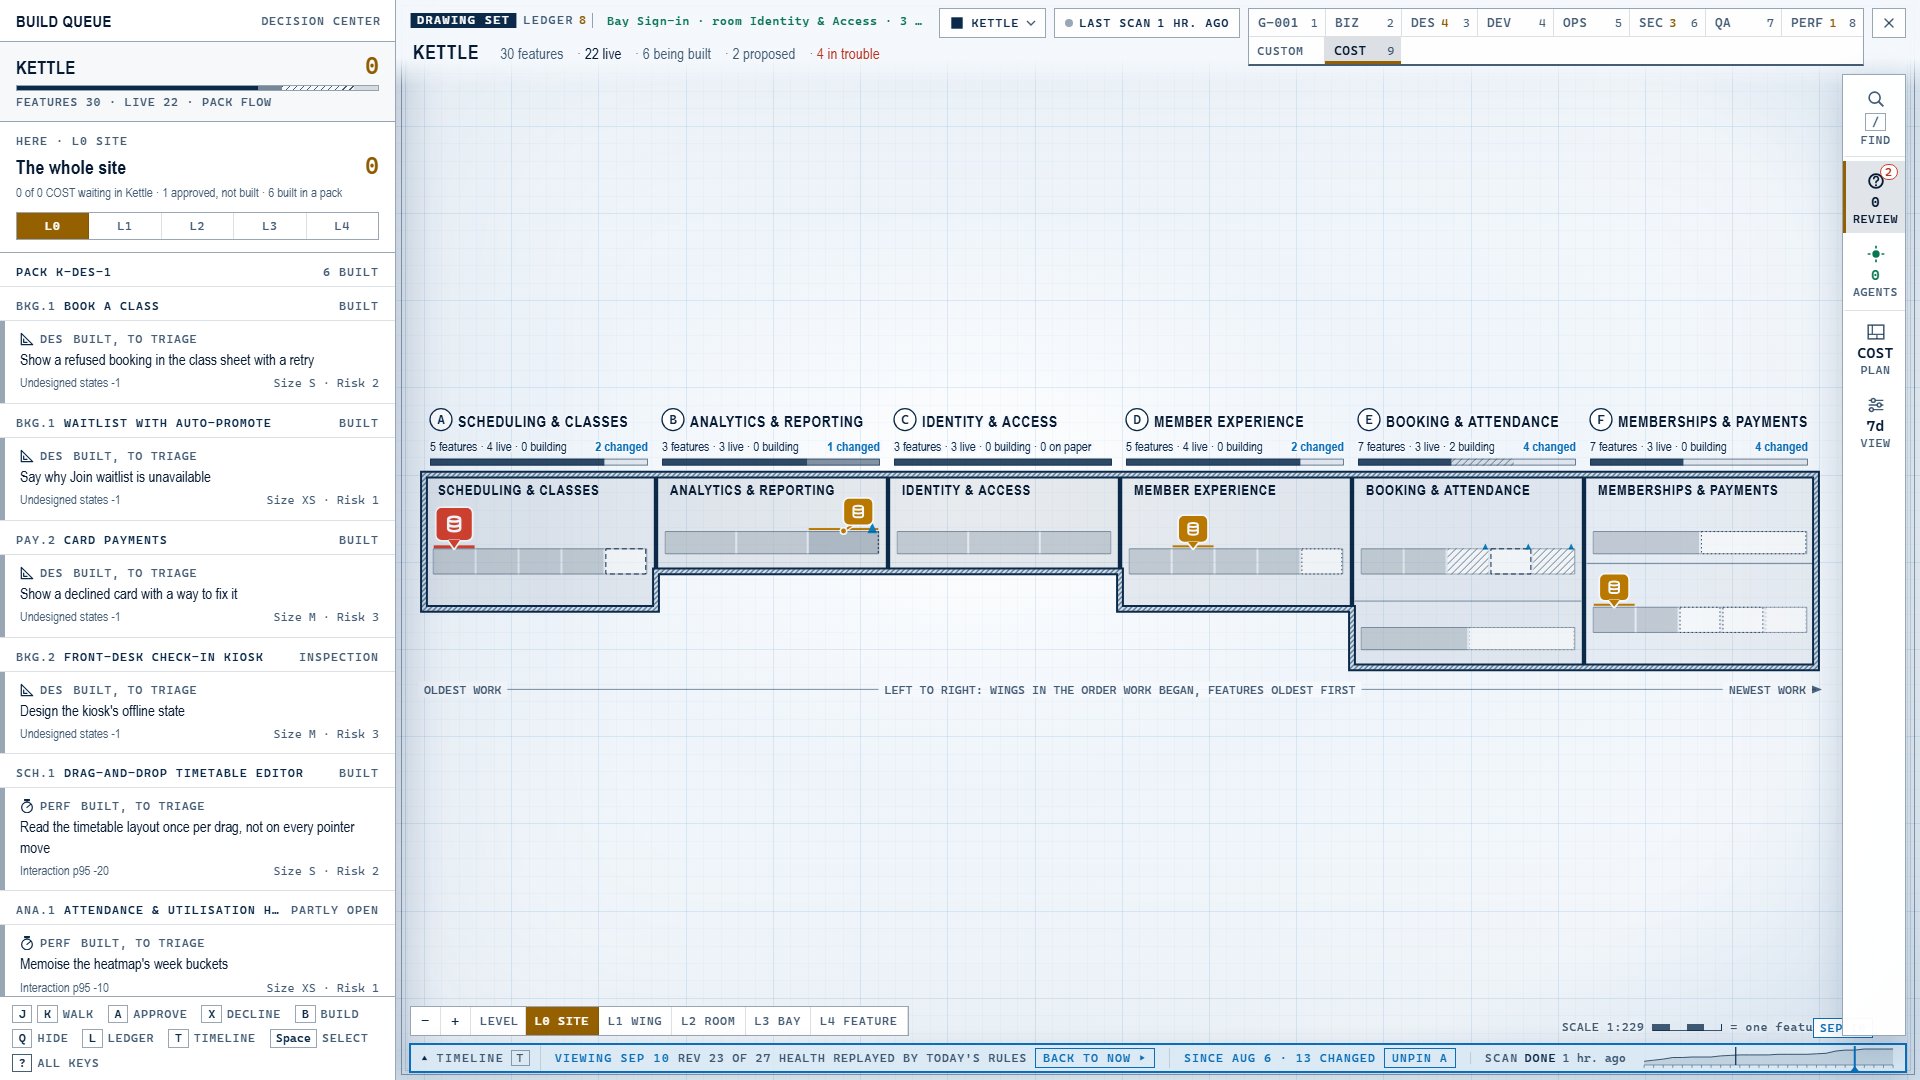 BUILD QUEUE DECISION CENTER
KETTLE 0
FEATURES 30 · LIVE 22 · PACK FLOW
HERE · L0 SITE
The whole site 0
0 of 0 COST waiting in Kettle · 1 approved, not built · 6 built in a pack
L0 L1 L2 L3 L4
PACK K-DES-1 6 BUILT
BKG.1 BOOK A CLASS BUILT
DES BUILT, TO TRIAGE
Show a refused booking in the class sheet with a retry
Undesigned states -1 Size S · Risk 2
BKG.1 WAITLIST WITH AUTO-PROMOTE BUILT
DES BUILT, TO TRIAGE
Say why Join waitlist is unavailable
Undesigned states -1 Size XS · Risk 1
PAY.2 CARD PAYMENTS BUILT
DES BUILT, TO TRIAGE
Show a declined card with a way to fix it
Undesigned states -1 Size M · Risk 3
BKG.2 FRONT-DESK CHECK-IN KIOSK INSPECTION
DES BUILT, TO TRIAGE
Design the kiosk's offline state
Undesigned states -1 Size M · Risk 3
SCH.1 DRAG-AND-DROP TIMETABLE EDITOR BUILT
PERF BUILT, TO TRIAGE
Read the timetable layout once per drag, not on every pointer
move
Interaction p95 -20 Size S · Risk 2
ANA.1 ATTENDANCE & UTILISATION H… PARTLY OPEN
PERF BUILT, TO TRIAGE
Memoise the heatmap's week buckets
Interaction p95 -10 Size XS · Risk 1
J K WALK A APPROVE X DECLINE B BUILD
Q HIDE L LEDGER T TIMELINE Space SELECT
? ALL KEYS
DRAWING SET LEDGER 8 Bay Sign-in · room Identity & Access · 3 …
KETTLE
LAST SCAN 1 HR. AGO
G-001 1 BIZ 2 DES 4 3 DEV 4 OPS 5 SEC 3 6 QA 7 PERF 1 8
CUSTOM COST 9
KETTLE 30 features · 22 live · 6 being built · 2 proposed · 4 in trouble
/
FIND
2
0
REVIEW
0
AGENTS
COST
PLAN
7d
VIEW
A SCHEDULING & CLASSES B ANALYTICS & REPORTING C IDENTITY & ACCESS D MEMBER EXPERIENCE E BOOKING & ATTENDANCE F MEMBERSHIPS & PAYMENTS
5 features · 4 live · 0 building 2 changed 3 features · 3 live · 0 building 1 changed 3 features · 3 live · 0 building · 0 on paper 5 features · 4 live · 0 building 2 changed 7 features · 3 live · 2 building 4 changed 7 features · 3 live · 0 building 4 changed
SCHEDULING & CLASSES ANALYTICS & REPORTING IDENTITY & ACCESS MEMBER EXPERIENCE BOOKING & ATTENDANCE MEMBERSHIPS & PAYMENTS
OLDEST WORK LEFT TO RIGHT: WINGS IN THE ORDER WORK BEGAN, FEATURES OLDEST FIRST NEWEST WORK
− + LEVEL L0 SITE L1 WING L2 ROOM L3 BAY L4 FEATURE
SCALE 1:229 = one featu SEP
TIMELINE T VIEWING SEP 10 REV 23 OF 27 HEALTH REPLAYED BY TODAY'S RULES BACK TO NOW SINCE AUG 6 · 13 CHANGED UNPIN A SCAN DONE 1 hr. ago